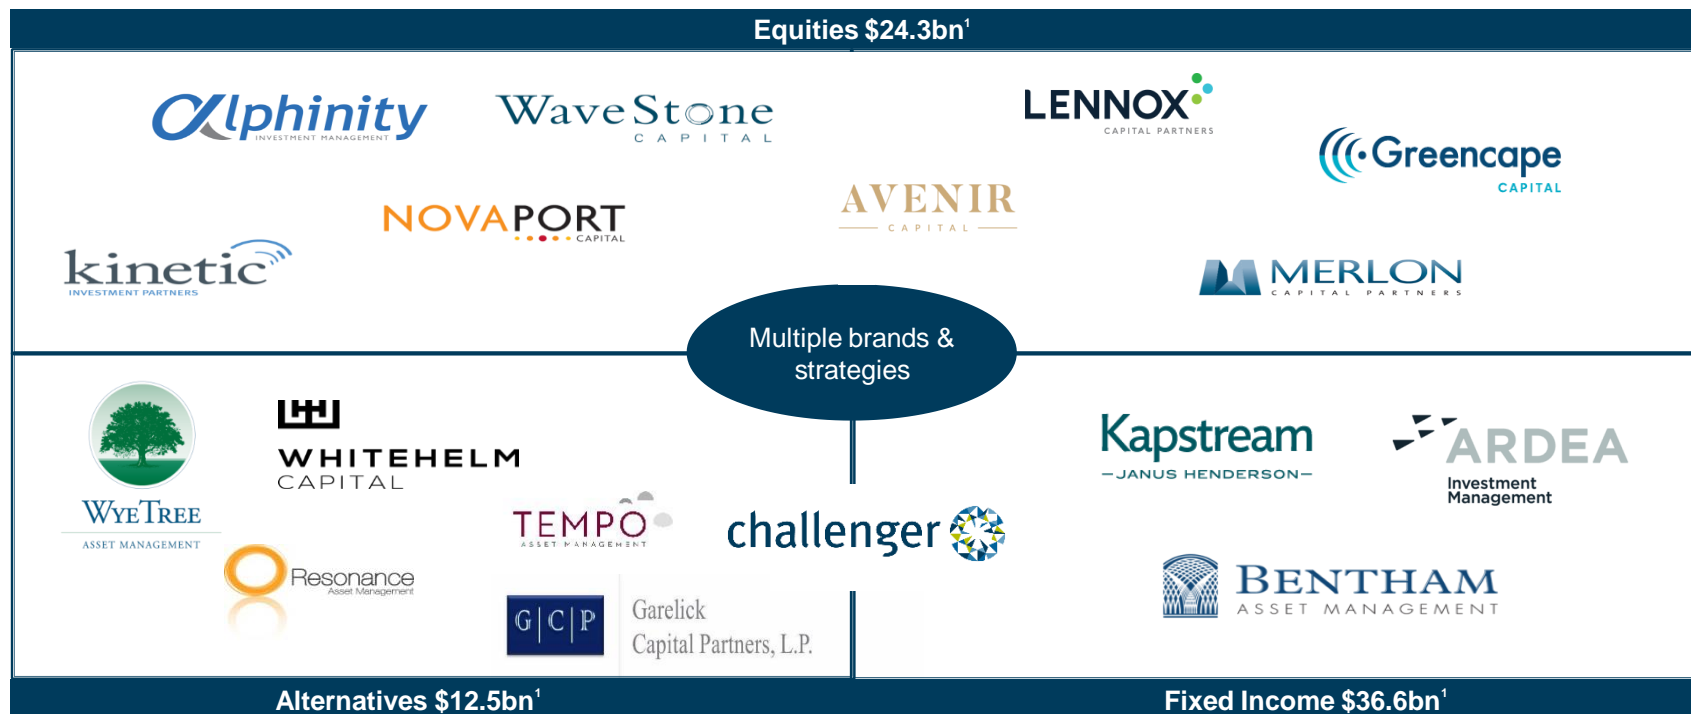 Equities $24.3bn1
αlphinity
INVESTMENT MANAGEMENT
WaveStone
CAPITAL
LENNOX
CAPITAL PARTNERS
Greencape
CAPITAL
NOVAPORT
CAPITAL
AVENIR
CAPITAL
kinetic
INVESTMENT PARTNERS
MERLON
CAPITAL PARTNERS
Multiple brands &
strategies
WYETREE
ASSET MANAGEMENT
WHITEHELM
CAPITAL
TEMPO
ASSET MANAGEMENT
Resonance
Asset Management
G|C|P
Garelick
Capital Partners, L.P.
challenger
Kapstream
—JANUS HENDERSON—
ARDEA
Investment
Management
BENTHAM
ASSET MANAGEMENT
Alternatives $12.5bn1
Fixed Income $36.6bn1